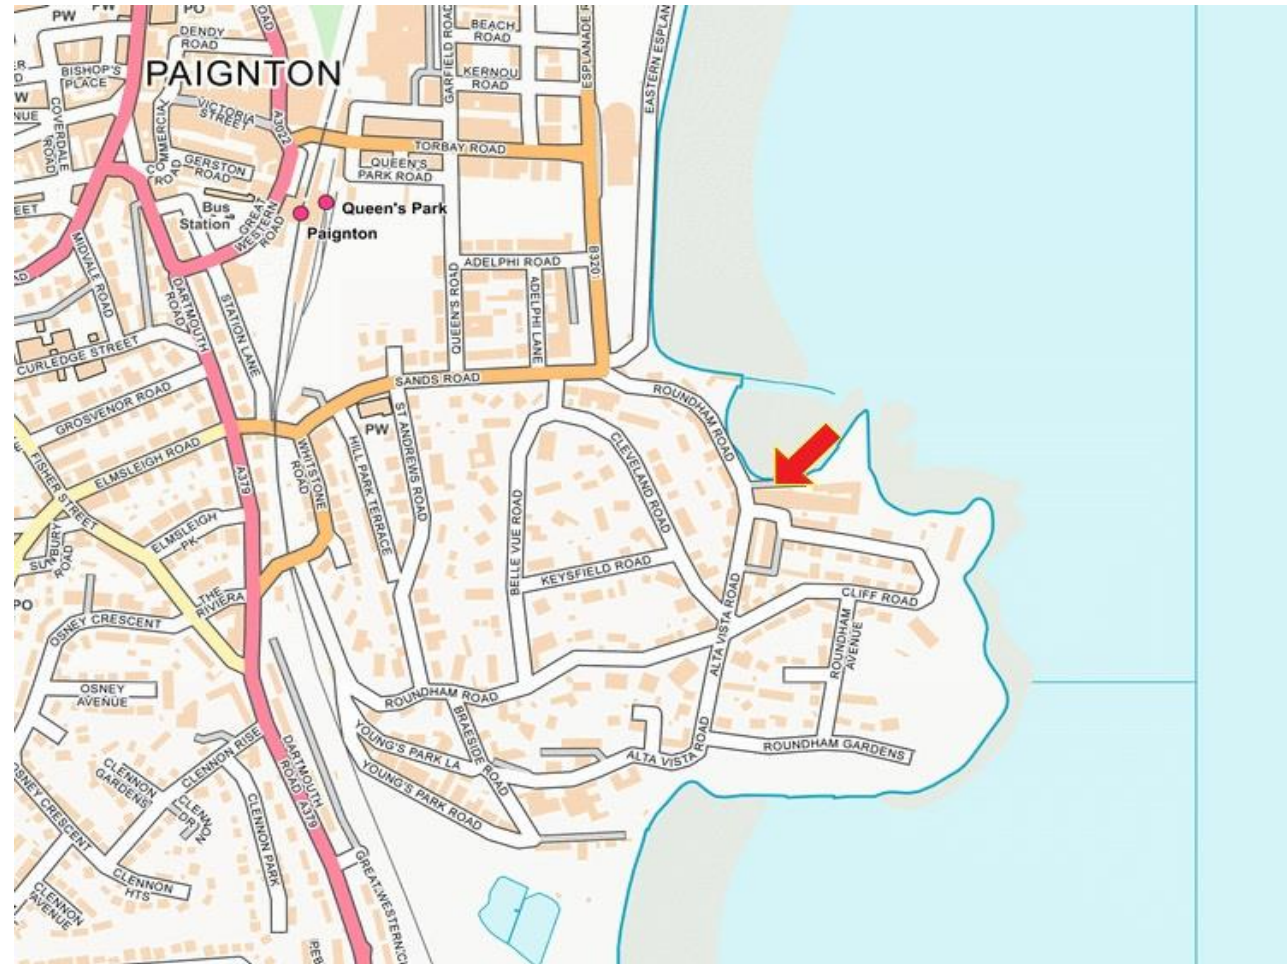 PW
PO
ROAD
DENDY
ROAD
BEACH
ROAD
GARFIELD ROAD
ESPLANADE R
EASTERN ESPLAN
PAIGNTON
BISHOP'S
PLACE
KERNOU
ROAD
COVERDALE
ROAD
VICTORIA
STREET
A3022
TORBAY ROAD
GERSTON
ROAD
QUEEN'S
PARK ROAD
Bus
Station
GREAT
WESTERN
ROAD
Queen's Park
Paignton
MIDVALE ROAD
ADELPHI ROAD
ADELPHI LANE
QUEEN'S ROAD
B320
DARTMOUTH
ROAD
STATION LANE
CURLEDGE STREET
SANDS ROAD
GROSVENOR ROAD
ROUNDHAM ROAD
PW
ST ANDREWS ROAD
HILL PARK TERRACE
WHITSTONE
ROAD
CLEVELAND ROAD
ELMSLEIGH ROAD
FISHER STREET
A379
BELLE VUE ROAD
ELMSLEIGH
PK
KEYSFIELD ROAD
THE
RIVIERA
PO
OSNEY CRESCENT
CLIFF ROAD
ALTA VISTA ROAD
ROUNDHAM
AVENUE
OSNEY
AVENUE
ROUNDHAM ROAD
BRAESIDE ROAD
YOUNG'S PARK LA
YOUNG'S PARK ROAD
ALTA VISTA ROAD
ROUNDHAM GARDENS
CLENNON RISE
CLENNON
GARDENS
CLENNON
DR
DARTMOUTH
ROAD A379
OSNEY CRESCENT
CLENNON PARK
CLENNON
HTS
CLENNON
AVENUE
GREAT WESTERN C
PEB